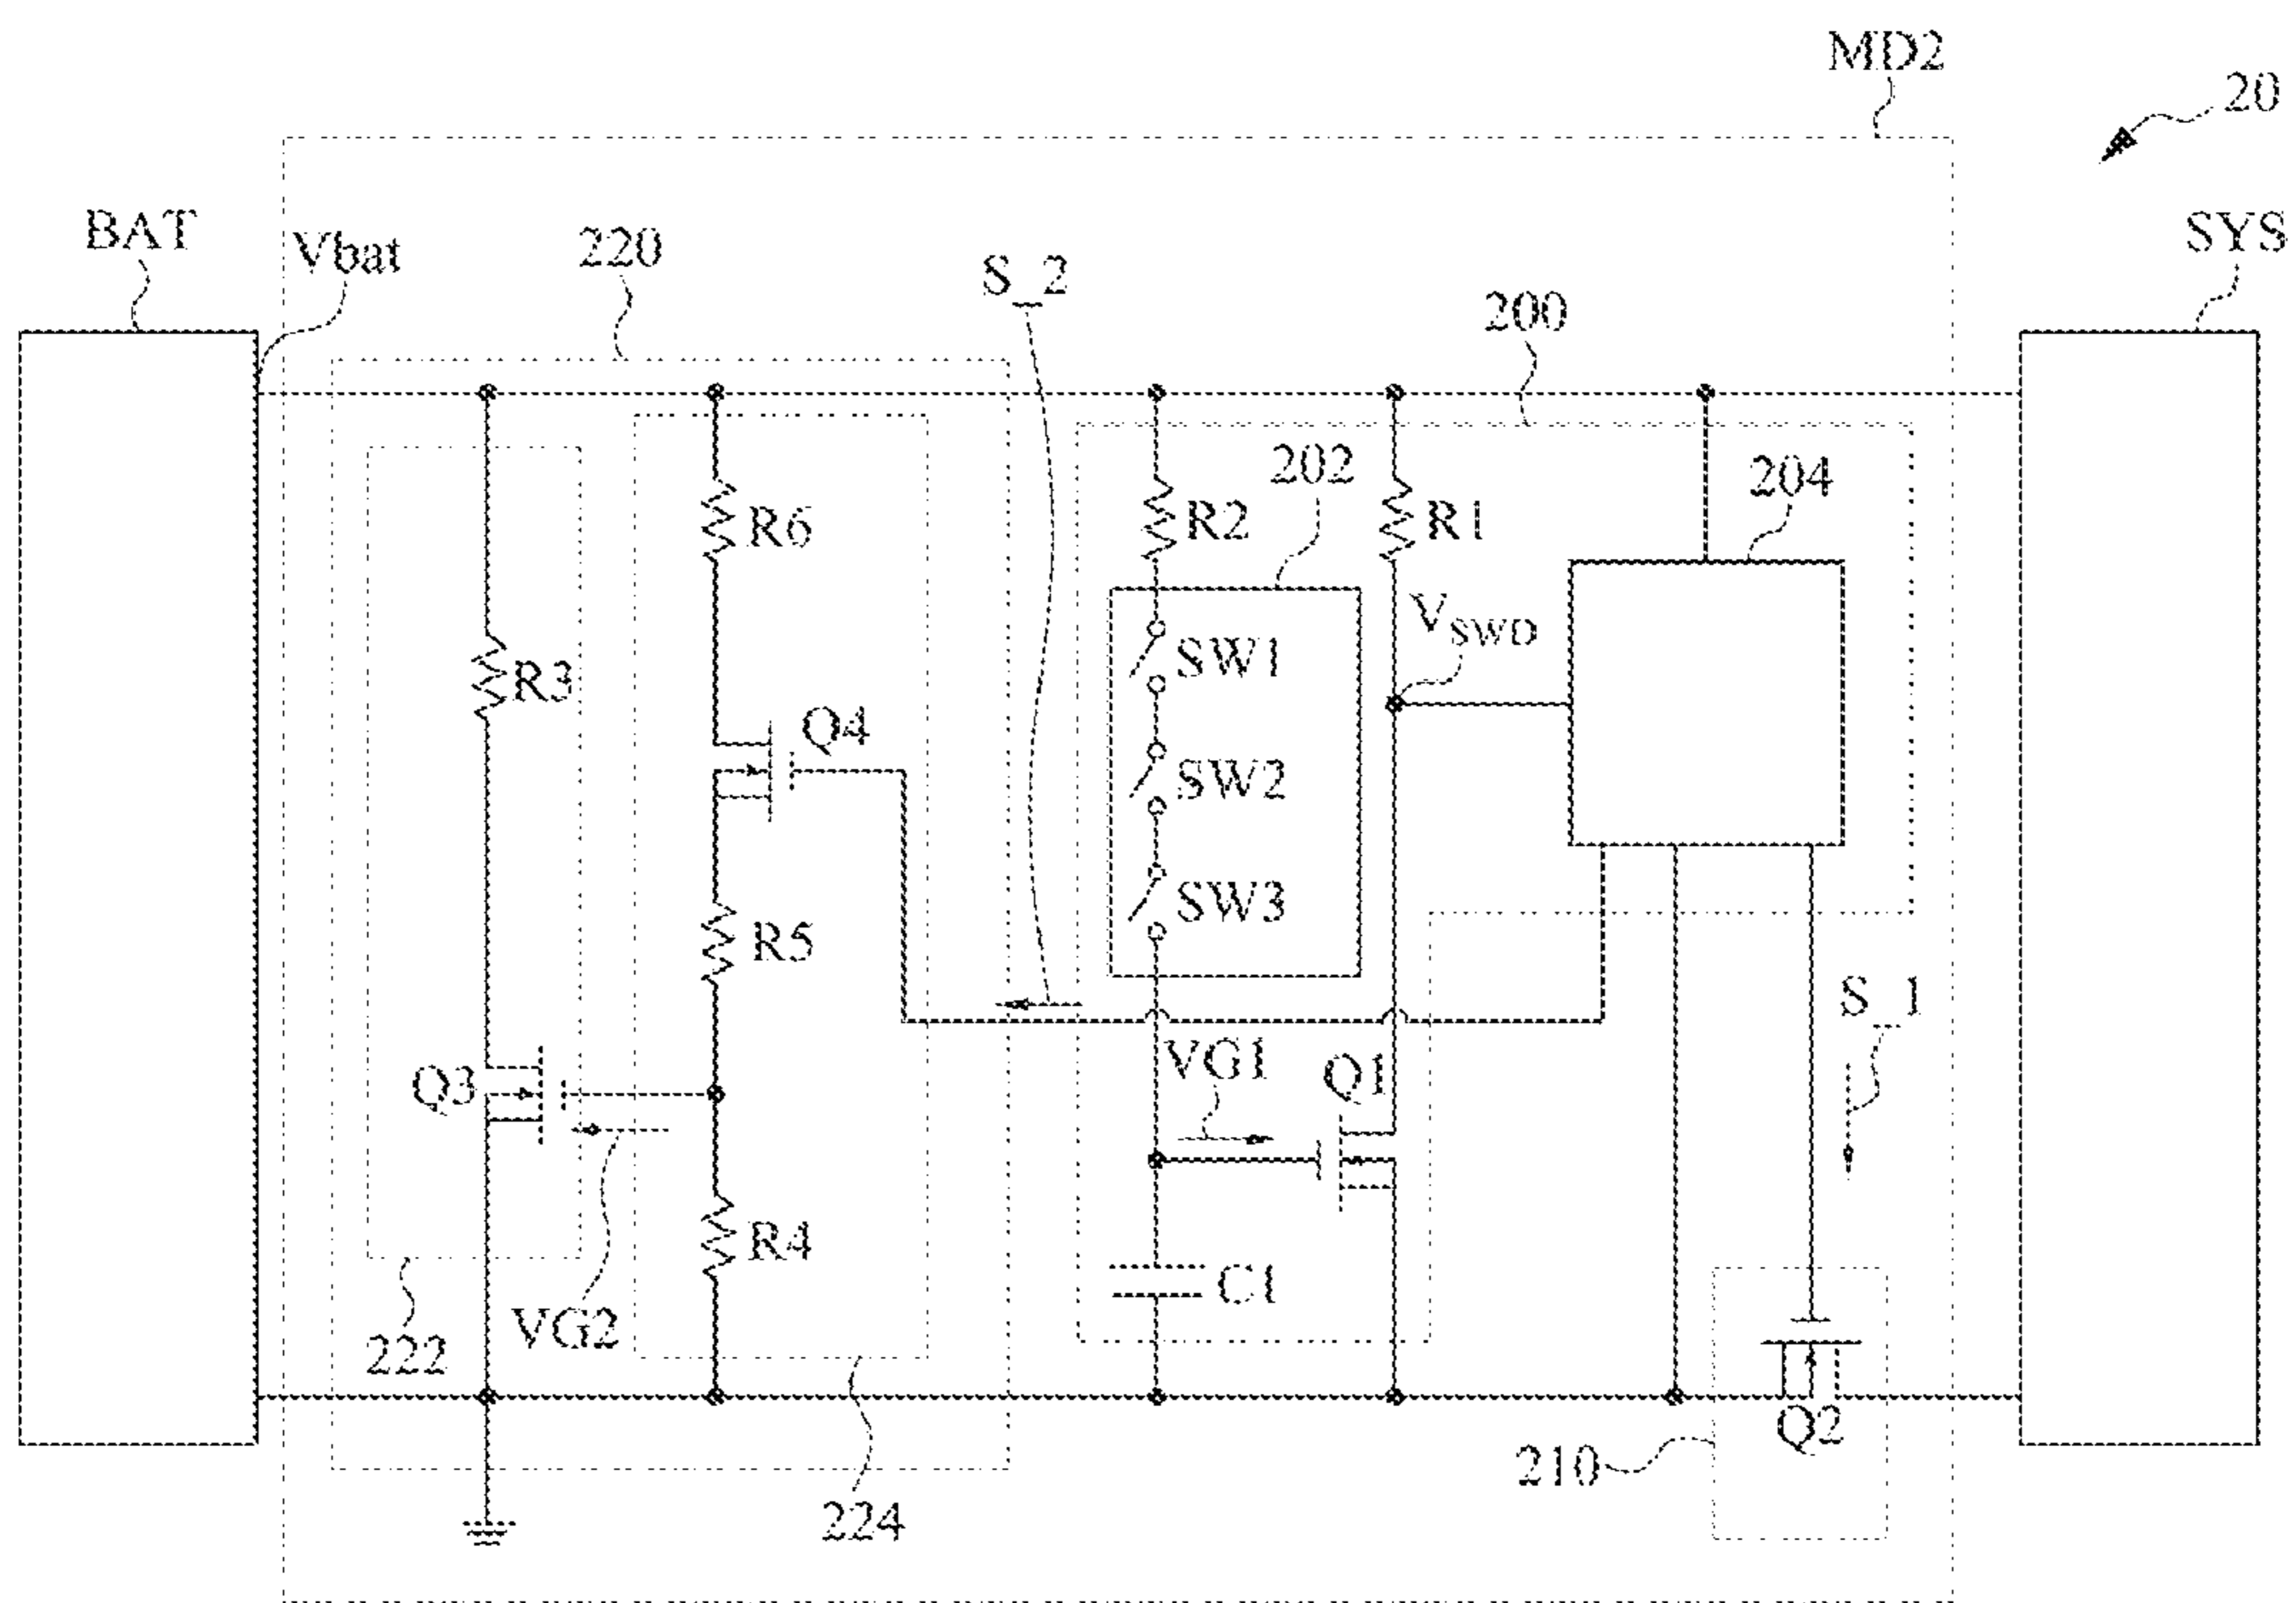 MD2
20
BAT
Vbat
220
S_2
200
SYS
202
204
R6
R2
R1
VSWD
R3
SW1
Q4
SW2
R5
SW3
S_1
Q3
VG1
Q1
R4
C1
VG2
222
Q2
210
224